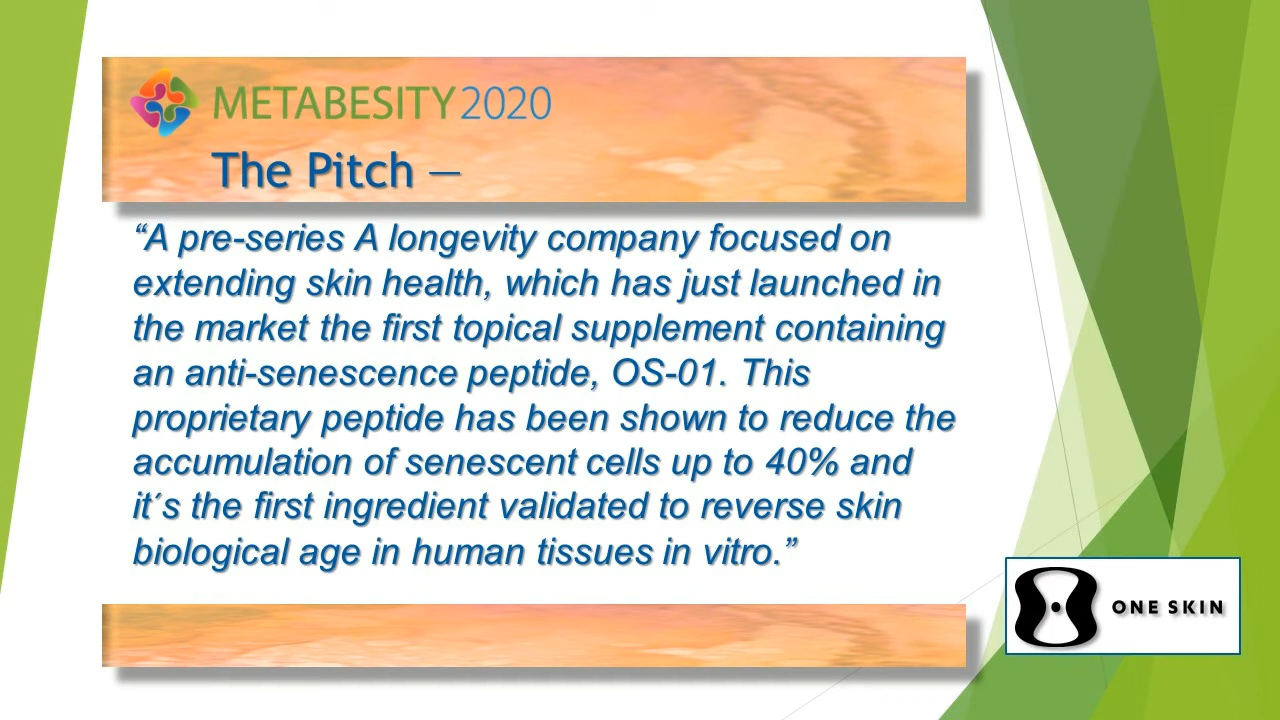 METABESITY 2020
The Pitch —
“A pre-series A longevity company focused on
extending skin health, which has just launched in
the market the first topical supplement containing
an anti-senescence peptide, OS-01. This
proprietary peptide has been shown to reduce the
accumulation of senescent cells up to 40% and
it´s the first ingredient validated to reverse skin
biological age in human tissues in vitro.”
ONE SKIN